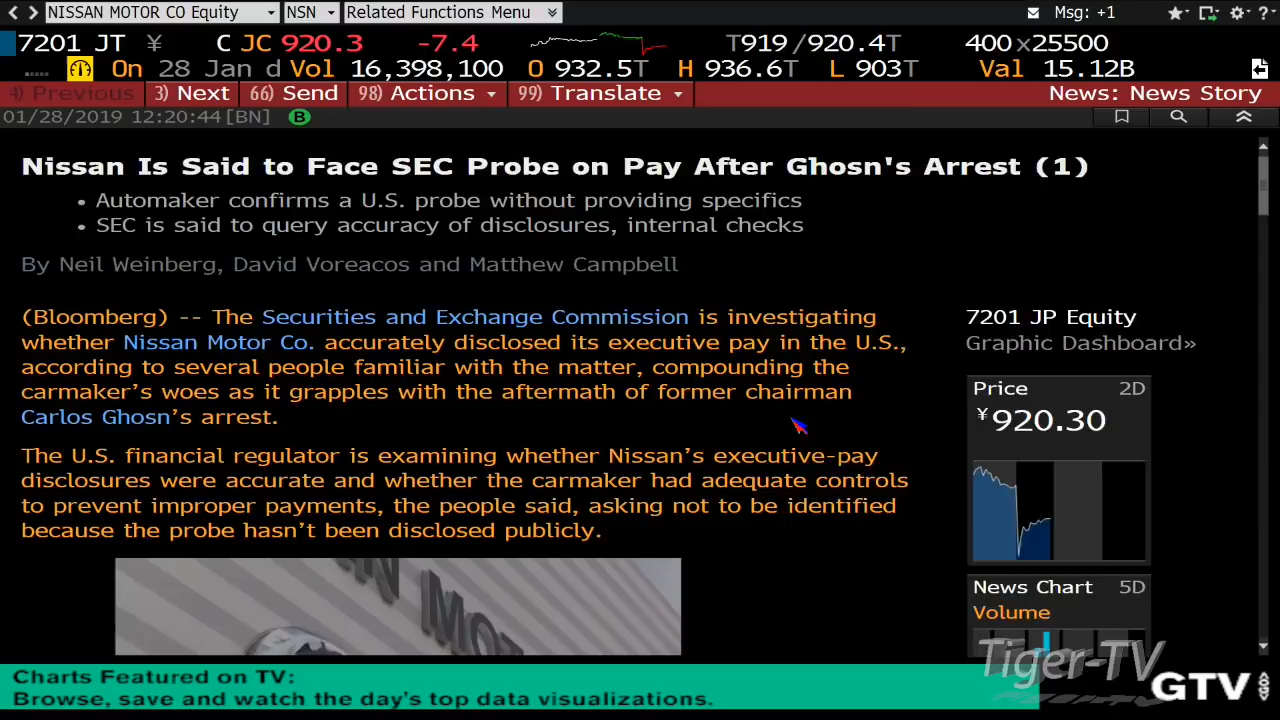 NISSAN MOTOR CO Equity NSN Related Functions Menu Msg: +1
7201 JT ¥ C JC 920.3 -7.4 T919/920.4T 400x25500
On 28 Jan d Vol 16,398,100 O 932.5T H 936.6T L 903T Val 15.12B
4) Previous 3) Next 66) Send 98) Actions 99) Translate News: News Story
01/28/2019 12:20:44 [BN] B
Nissan Is Said to Face SEC Probe on Pay After Ghosn's Arrest (1)
• Automaker confirms a U.S. probe without providing specifics
• SEC is said to query accuracy of disclosures, internal checks
By Neil Weinberg, David Voreacos and Matthew Campbell
(Bloomberg) -- The Securities and Exchange Commission is investigating
whether Nissan Motor Co. accurately disclosed its executive pay in the U.S.,
according to several people familiar with the matter, compounding the
carmaker's woes as it grapples with the aftermath of former chairman
Carlos Ghosn's arrest.
The U.S. financial regulator is examining whether Nissan's executive-pay
disclosures were accurate and whether the carmaker had adequate controls
to prevent improper payments, the people said, asking not to be identified
because the probe hasn't been disclosed publicly.
7201 JP Equity
Graphic Dashboard»
Price 2D
¥920.30
News Chart 5D
Volume
AN MOT
Tiger-TV
GTV
Charts Featured on TV:
Browse, save and watch the day's top data visualizations.